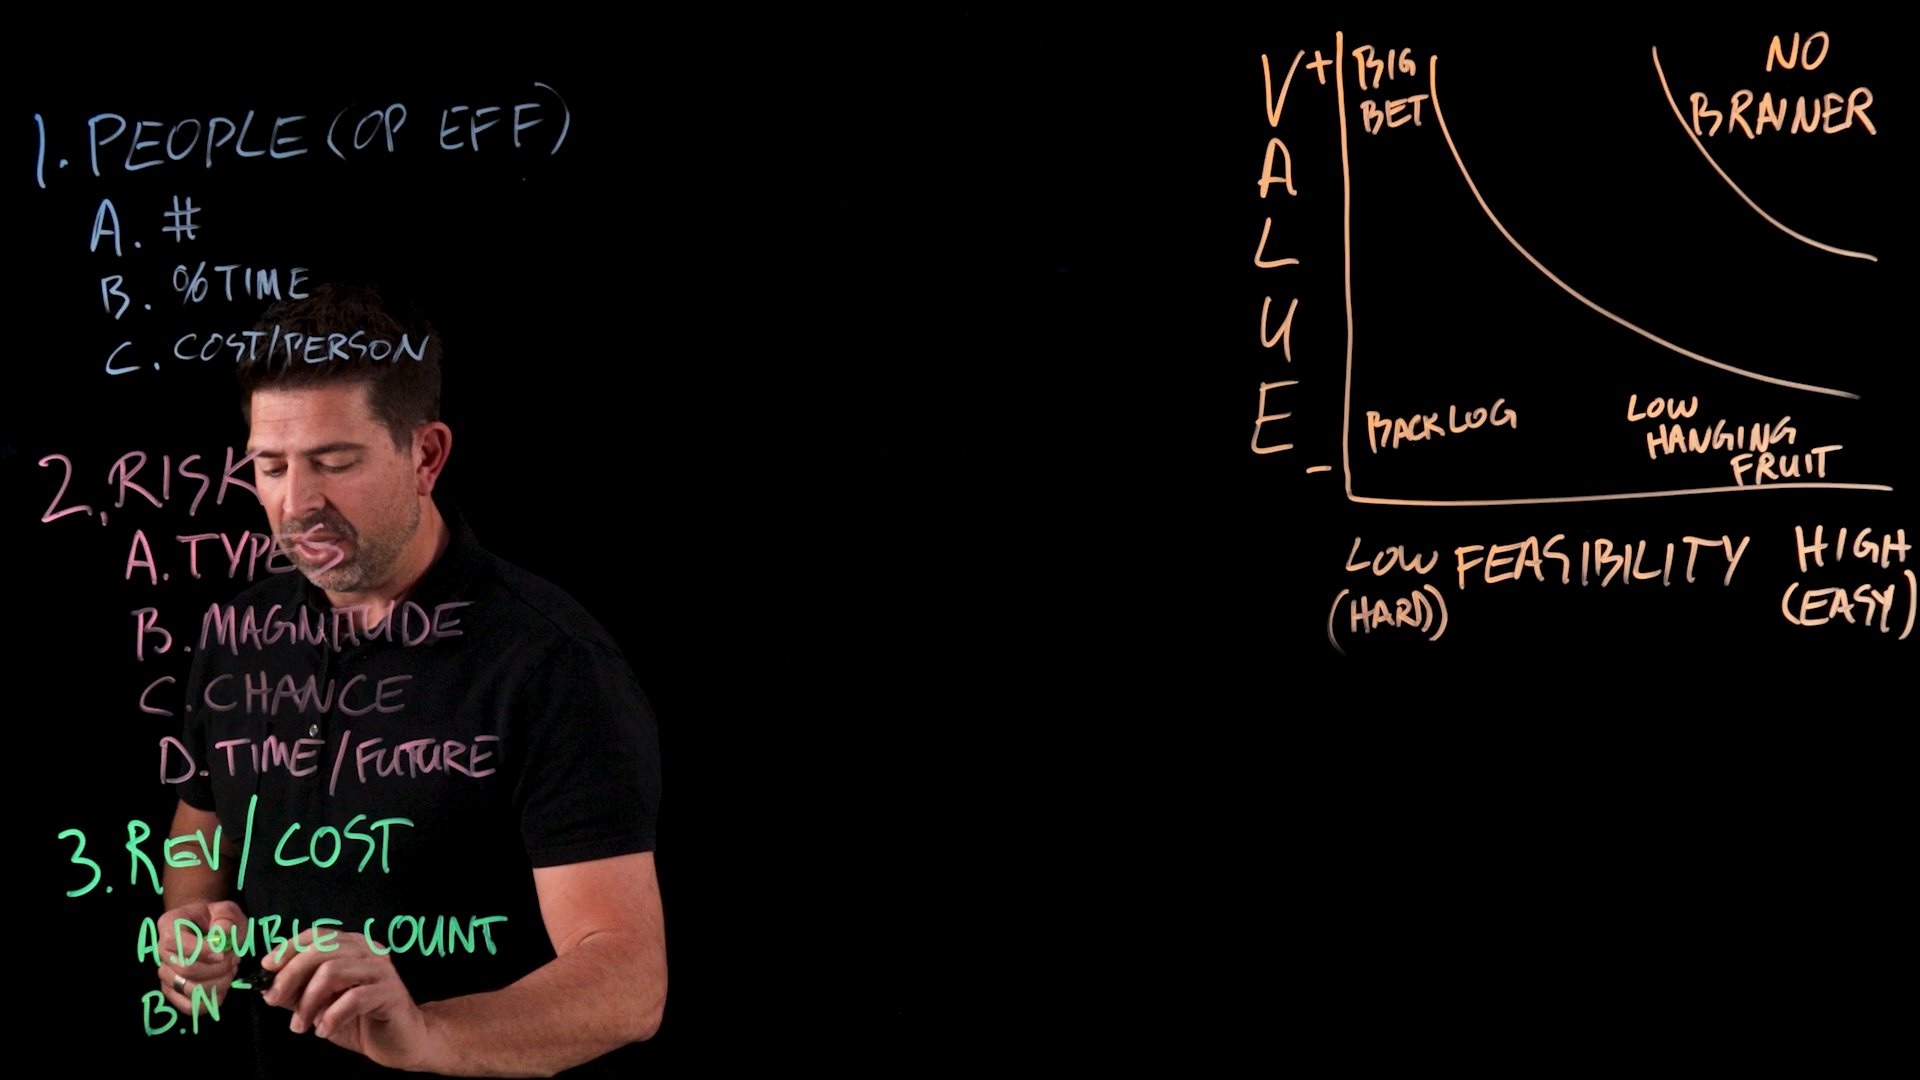 1. PEOPLE (OP EFF)
A. #
B. % TIME
C. COST/PERSON
2. RISK
A. TYPES
B. MAGNITUDE
C. CHANCE
D. TIME/FUTURE
3. REV/COST
A. DOUBLE COUNT
B. N
VALUE
+
-
BIG
BET
NO
BRAINER
BACKLOG
LOW
HANGING
FRUIT
LOW FEASIBILITY HIGH
(HARD) (EASY)